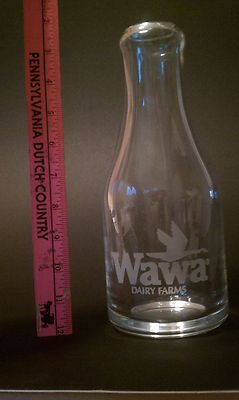 PENNSYLVANIA DUTCH COUNTRY
Wawa
DAIRY FARMS